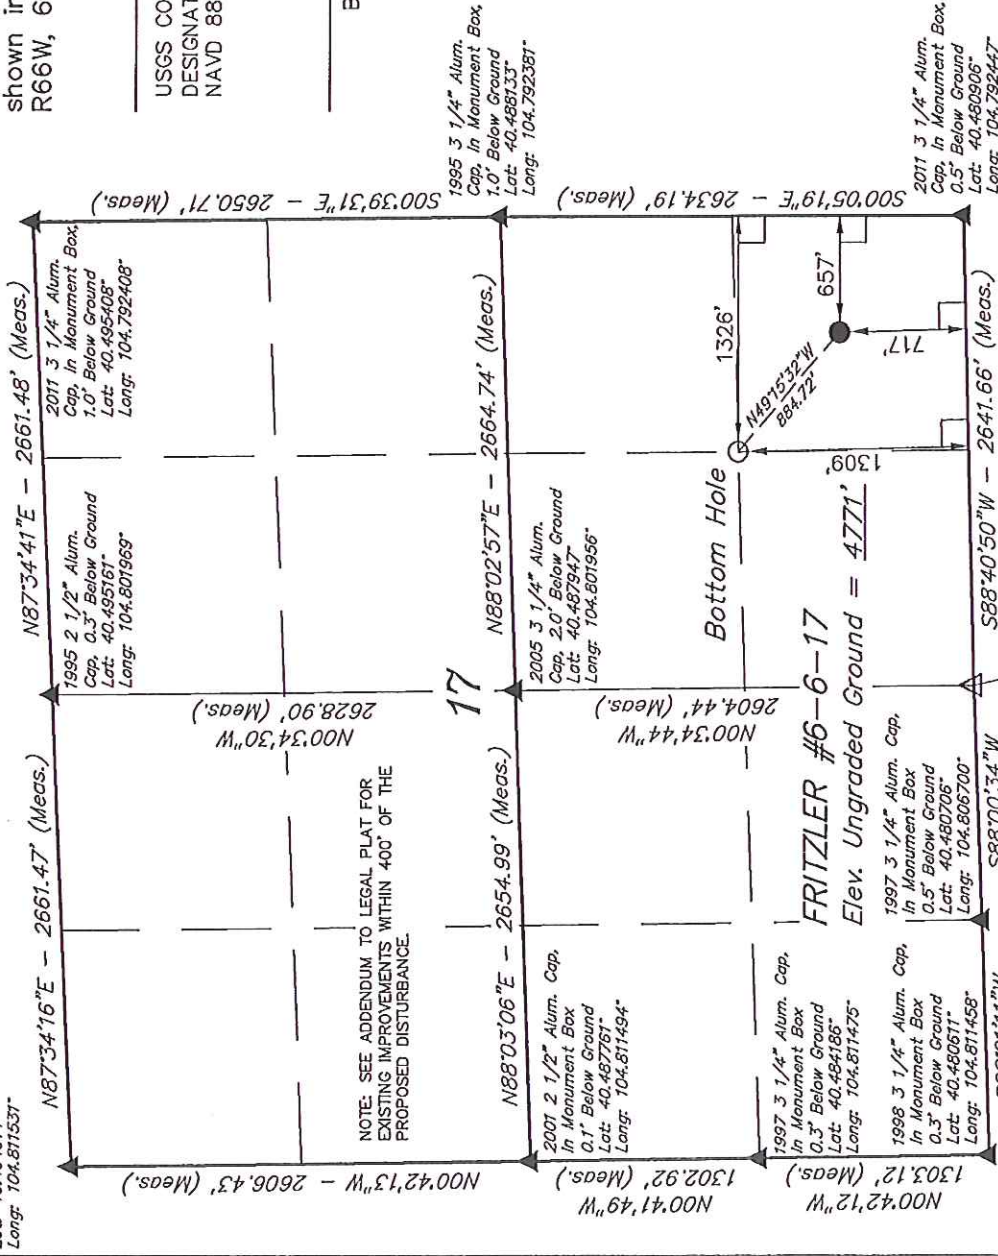 shown in
R66W, 6
USGS CO
DESIGNAT
NAVD 88
B
Long: 104.811531°
N87°34'16"E - 2661.47' (Meas.)
N87°34'41"E - 2661.48' (Meas.)
1995 2 1/2" Alum.
Cap, 0.3' Below Ground
Lat: 40.495161°
Long: 104.801969°
2011 3 1/4" Alum.
Cap, In Monument Box,
1.0' Below Ground
Lat: 40.495408°
Long: 104.792408°
S00°39'31"E - 2650.71' (Meas.)
N00°34'30"W
2628.90' (Meas.)
N00°42'13"W - 2606.43' (Meas.)
NOTE: SEE ADDENDUM TO LEGAL PLAT FOR
EXISTING IMPROVEMENTS WITHIN 400' OF THE
PROPOSED DISTURBANCE.
17
1995 3 1/4" Alum.
Cap, In Monument Box,
1.0' Below Ground
Lat: 40.488133°
Long: 104.792381°
N88°03'06"E - 2654.99' (Meas.)
N88°02'57"E - 2664.74' (Meas.)
2001 2 1/2" Alum. Cap,
In Monument Box
0.1' Below Ground
Lat: 40.487761°
Long: 104.811494°
2005 3 1/4" Alum.
Cap, 2.0' Below Ground
Lat: 40.487947°
Long: 104.801956°
N00°34'44"W
2604.44' (Meas.)
S00°05'19"E - 2634.19' (Meas.)
N00°41'49"W
1302.92' (Meas.)
1326'
657'
N49°15'32"W
884.72'
717'
1309'
Bottom Hole
FRITZLER #6-6-17
Elev. Ungraded Ground = 4771'
1997 3 1/4" Alum. Cap,
In Monument Box
0.3' Below Ground
Lat: 40.484186°
Long: 104.811475°
1997 3 1/4" Alum. Cap,
In Monument Box
0.5' Below Ground
Lat: 40.480706°
Long: 104.806700°
1998 3 1/4" Alum. Cap,
In Monument Box
0.3' Below Ground
Lat: 40.480611°
Long: 104.811458°
N00°42'12"W
1303.12' (Meas.)
2011 3 1/4" Alum.
Cap, In Monument Box,
0.5' Below Ground
Lat: 40.480906°
Long: 104.792447°
S88°00'34"W
S88°40'50"W - 2641.66' (Meas.)